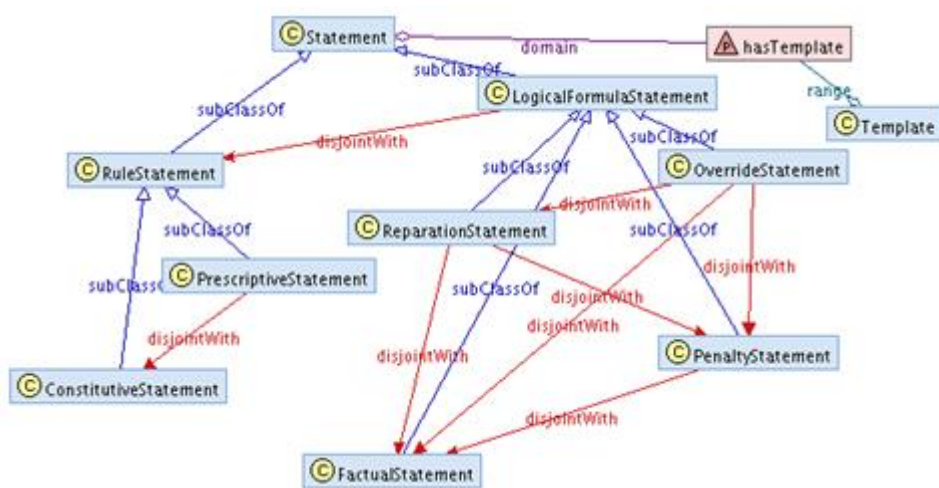 C Statement
domain
P hasTemplate
subClassOf
range
C LogicalFormulaStatement
C Template
subClassOf
disjointWith
subClassOf
C RuleStatement
subClassOf
C OverrideStatement
disjointWith
subClassOf
C ReparationStatement
subClassOf
C PrescriptiveStatement
subClassOf
subClassOf
disjointWith
disjointWith
disjointWith
disjointWith
disjointWith
C PenaltyStatement
C ConstitutiveStatement
disjointWith
C FactualStatement